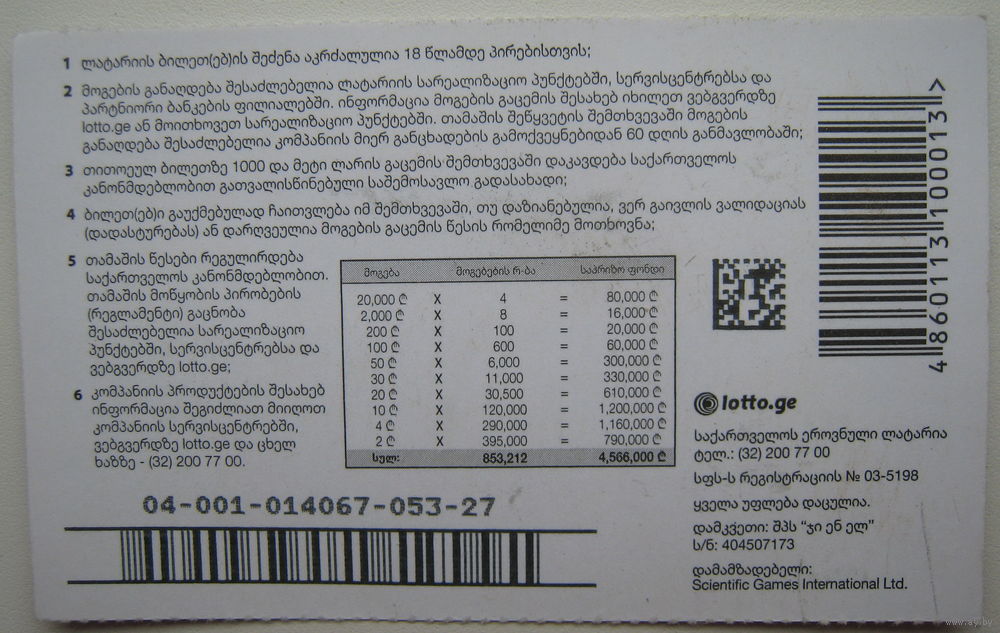 1 ლატარიის ბილეთ(ებ)ის შეძენა აკრძალულია 18 წლამდე პირებისთვის;
2 მოგების განაღდება შესაძლებელია ლატარიის სარეალიზაციო პუნქტებში, სერვისცენტრებსა და
პარტნიორი ბანკების ფილიალებში. ინფორმაცია მოგების გაცემის შესახებ იხილეთ ვებგვერდზე
lotto.ge ან მოითხოვეთ სარეალიზაციო პუნქტებში. თამაშის შეწყვეტის შემთხვევაში მოგების
განაღდება შესაძლებელია კომპანიის მიერ განცხადების გამოქვეყნებიდან 60 დღის განმავლობაში;
3 თითოეულ ბილეთზე 1000 და მეტი ლარის გაცემის შემთხვევაში დაკავდება საქართველოს
კანონმდებლობით გათვალისწინებული საშემოსავლო გადასახადი;
4 ბილეთ(ებ)ი გაუქმებულად ჩაითვლება იმ შემთხვევაში, თუ დაზიანებულია, ვერ გაივლის ვალიდაციას
(დადასტურებას) ან დარღვეულია მოგების გაცემის წესის რომელიმე მოთხოვნა;
5 თამაშის წესები რეგულირდება
საქართველოს კანონმდებლობით.
თამაშის მოწყობის პირობების
(რეგლამენტი) გაცნობა
შესაძლებელია სარეალიზაციო
პუნქტებში, სერვისცენტრებსა და
ვებგვერდზე lotto.ge;
6 კომპანიის პროდუქტების შესახებ
ინფორმაცია შეგიძლიათ მიიღოთ
კომპანიის სერვისცენტრებში,
ვებგვერდზე lotto.ge და ცხელ
ხაზზე - (32) 200 77 00.
მოგება მოგებების რ-ბა საპრიზო ფონდი
20,000 ₾ X 4 = 80,000 ₾
2,000 ₾ X 8 = 16,000 ₾
200 ₾ X 100 = 20,000 ₾
100 ₾ X 600 = 60,000 ₾
50 ₾ X 6,000 = 300,000 ₾
30 ₾ X 11,000 = 330,000 ₾
20 ₾ X 30,500 = 610,000 ₾
10 ₾ X 120,000 = 1,200,000 ₾
4 ₾ X 290,000 = 1,160,000 ₾
2 ₾ X 395,000 = 790,000 ₾
სულ: 853,212 4,566,000 ₾
04-001-014067-053-27
4 860113 100013 >
lotto.ge
საქართველოს ეროვნული ლატარია
ტელ.: (32) 200 77 00
სფს-ს რეგისტრაციის № 03-5198
ყველა უფლება დაცულია.
დამკვეთი: შპს “ჯი ენ ელ”
ს/ნ: 404507173
დამამზადებელი:
Scientific Games International Ltd.
www.ay.by